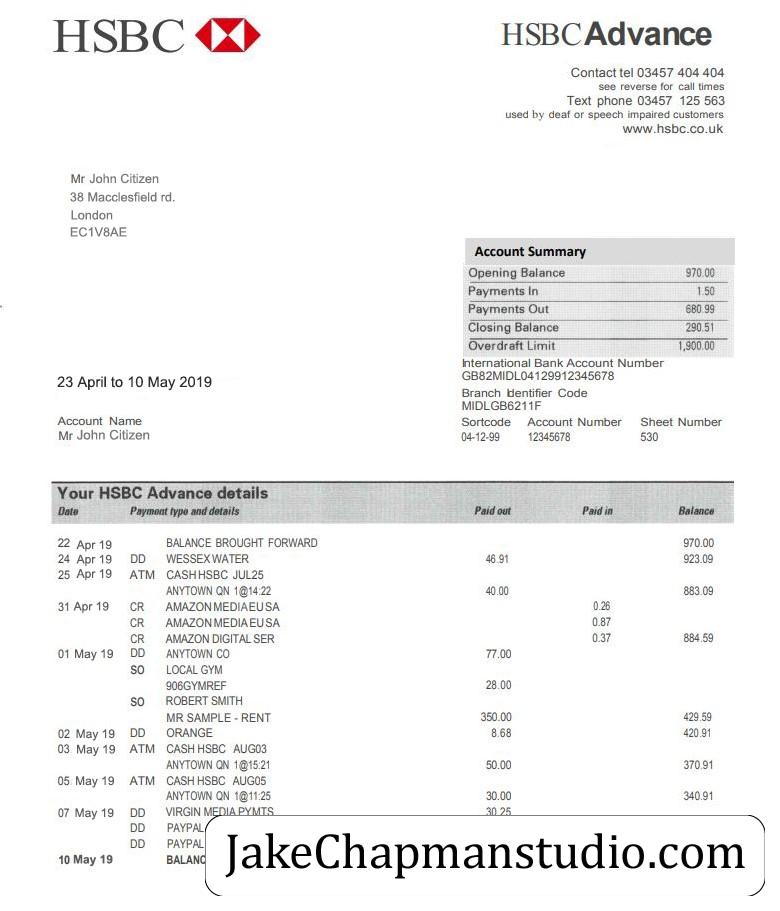 HSBC
HSBC Advance
Contact tel 03457 404 404
see reverse for call times
Text phone 03457 125 563
used by deaf or speech impaired customers
www.hsbc.co.uk
Mr John Citizen
38 Macclesfield rd.
London
EC1V8AE
Account Summary
Opening Balance 970.00
Payments In 1.50
Payments Out 680.99
Closing Balance 290.51
Overdraft Limit 1,900.00
International Bank Account Number
GB82MIDL04129912345678
Branch Identifier Code
MIDLGB6211F
Sortcode Account Number Sheet Number
04-12-99 12345678 530
23 April to 10 May 2019
Account Name
Mr John Citizen
Your HSBC Advance details
Date Payment type and details Paid out Paid in Balance
22 Apr 19 BALANCE BROUGHT FORWARD 970.00
24 Apr 19 DD WESSEX WATER 46.91 923.09
25 Apr 19 ATM CASH HSBC JUL25
ANYTOWN QN 1@14:22 40.00 883.09
31 Apr 19 CR AMAZON MEDIA EU SA 0.26
CR AMAZON MEDIA EU SA 0.87
CR AMAZON DIGITAL SER 0.37 884.59
01 May 19 DD ANYTOWN CO 77.00
SO LOCAL GYM
906GYMREF 28.00
SO ROBERT SMITH
MR SAMPLE - RENT 350.00 429.59
02 May 19 DD ORANGE 8.68 420.91
03 May 19 ATM CASH HSBC AUG03
ANYTOWN QN 1@15:21 50.00 370.91
05 May 19 ATM CASH HSBC AUG05
ANYTOWN QN 1@11:25 30.00 340.91
07 May 19 DD VIRGIN MEDIA PYMTS 30.25
DD PAYPAL
DD PAYPAL
10 May 19 BALANC
JakeChapmanstudio.com